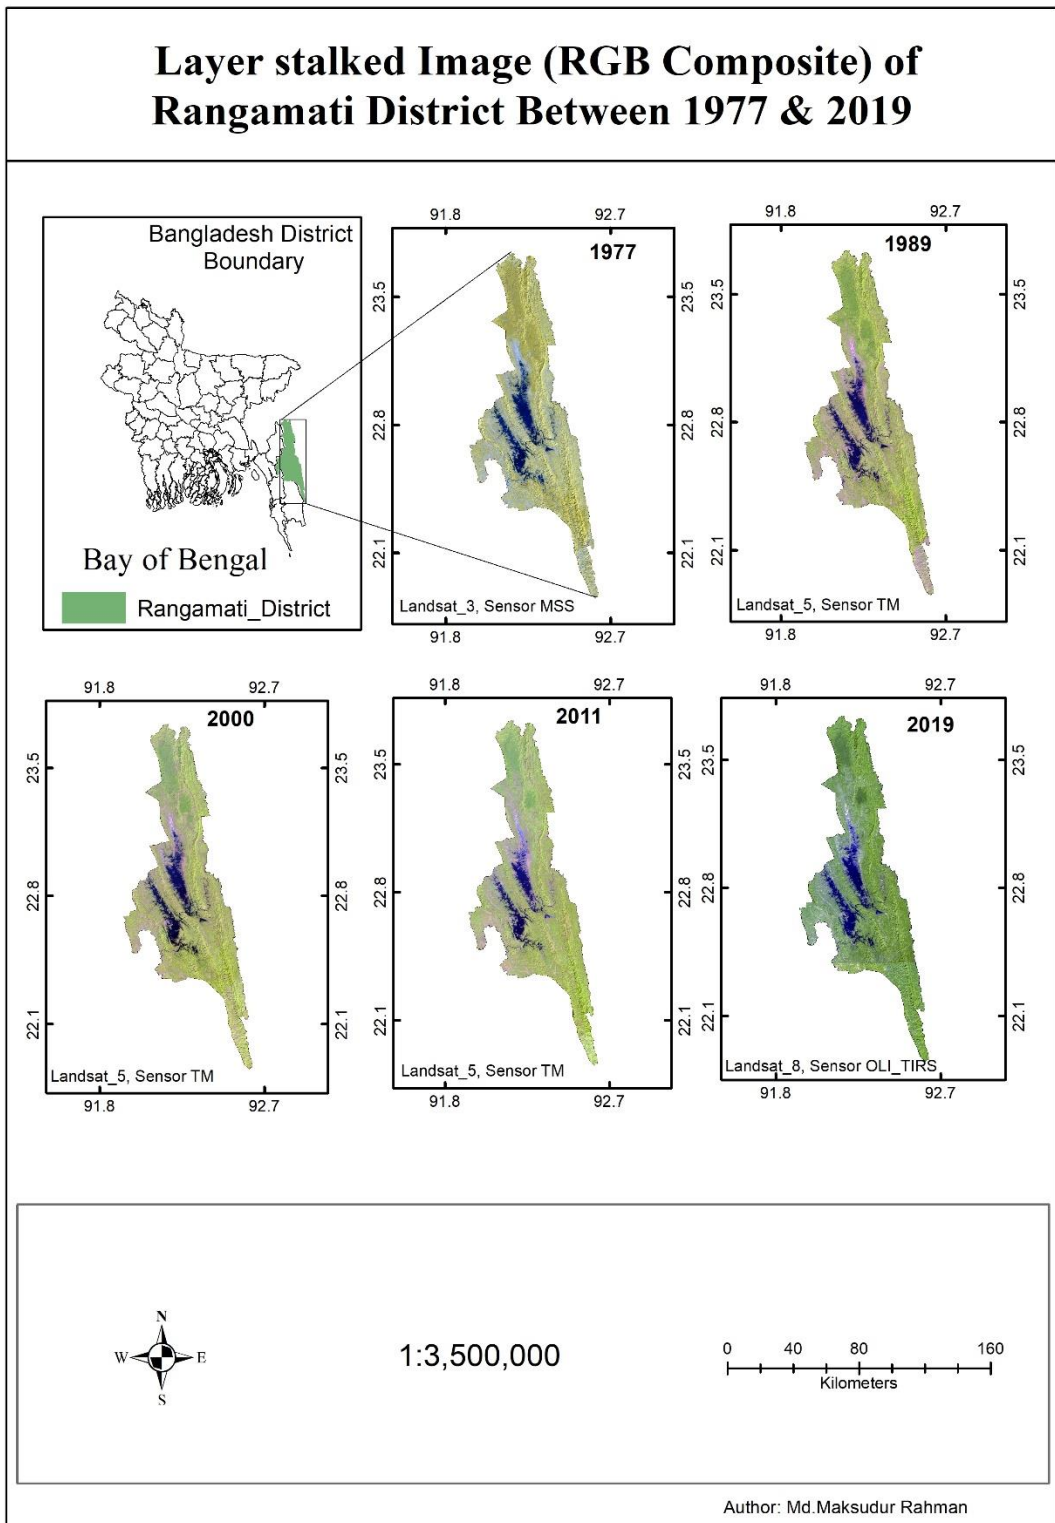 Layer stalked Image (RGB Composite) of
Rangamati District Between 1977 & 2019
Bangladesh District
Boundary
Bay of Bengal
Rangamati_District
91.8 92.7
1977
23.5
22.8
22.1
Landsat_3, Sensor MSS
91.8 92.7
91.8 92.7
1989
23.5 23.5
22.8 22.8
22.1 22.1
Landsat_5, Sensor TM
91.8 92.7
91.8 92.7
2000
23.5 23.5
22.8 22.8
22.1 22.1
Landsat_5, Sensor TM
91.8 92.7
91.8 92.7
2011
23.5 23.5
22.8 22.8
22.1 22.1
Landsat_5, Sensor TM
91.8 92.7
91.8 92.7
2019
23.5 23.5
22.8 22.8
22.1 22.1
Landsat_8, Sensor OLI_TIRS
91.8 92.7
N
W E
S
1:3,500,000
0 40 80 160
Kilometers
Author: Md.Maksudur Rahman